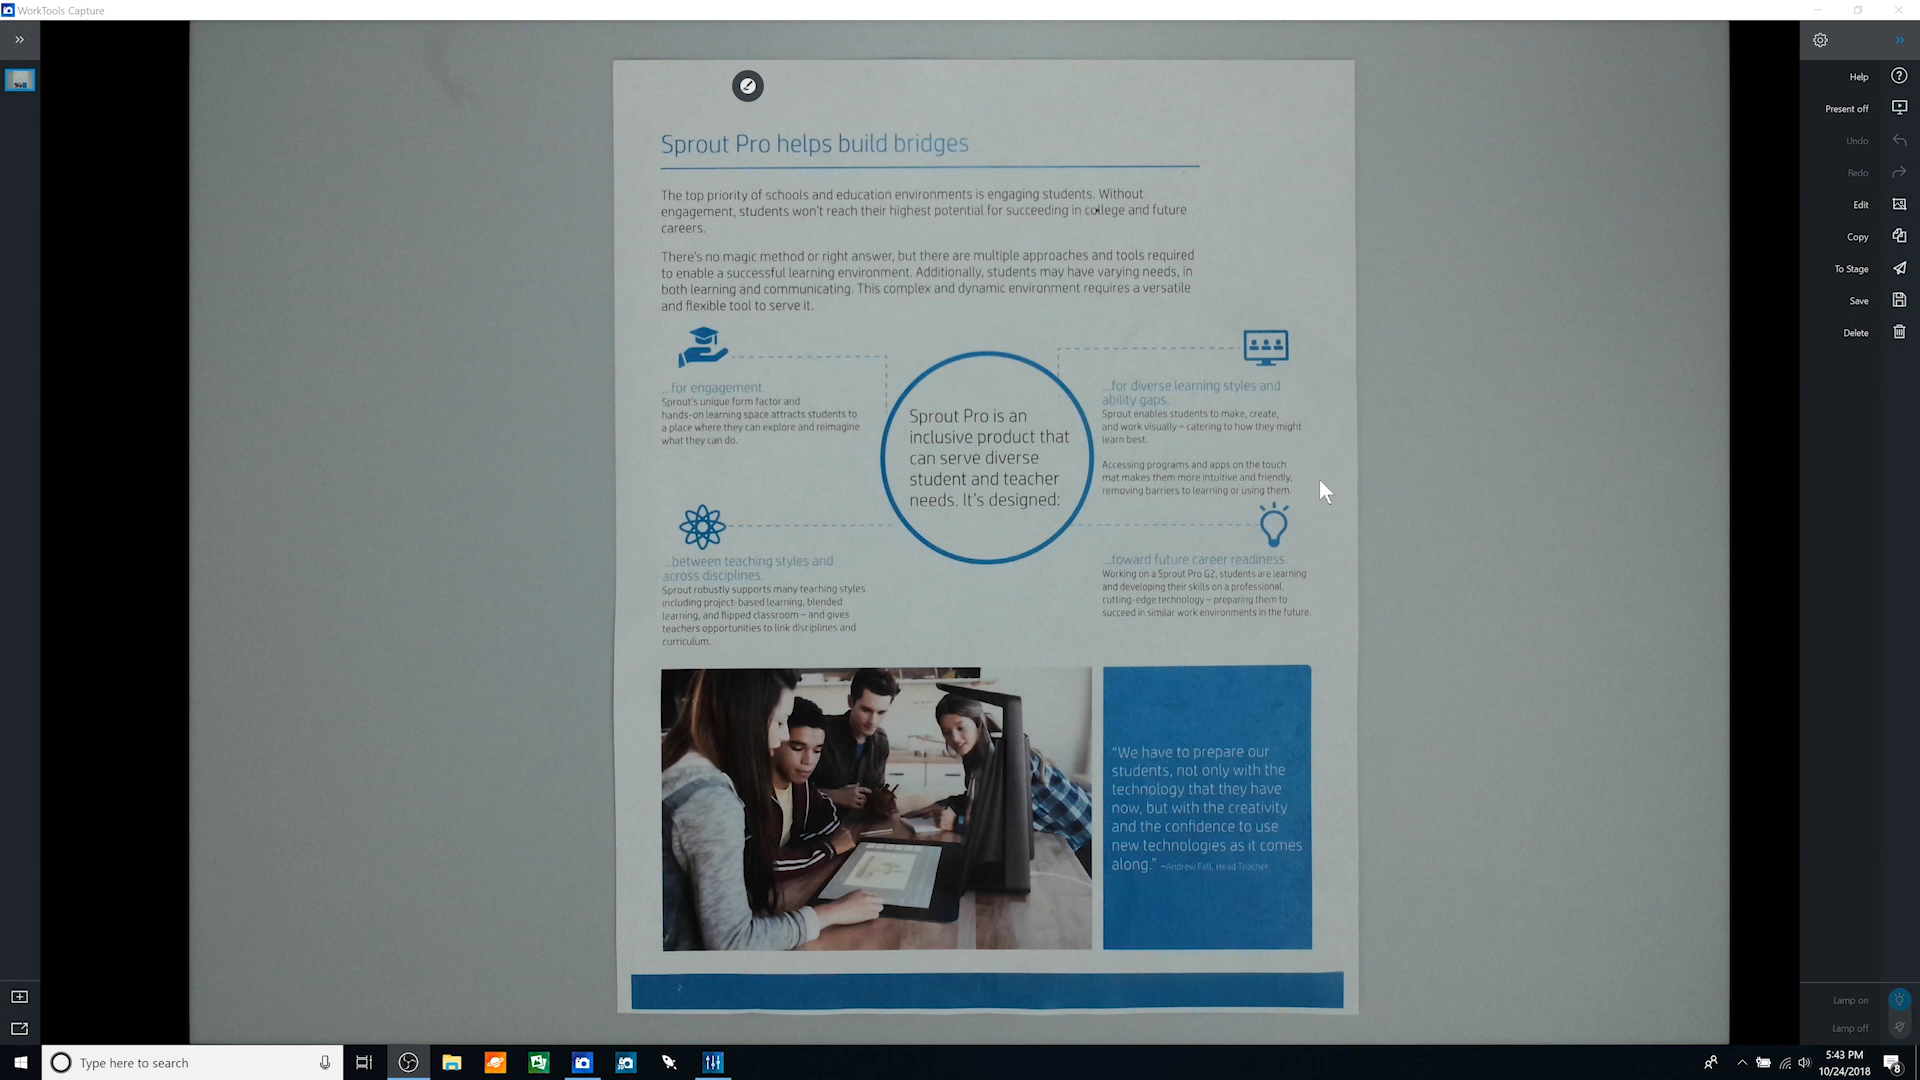 WorkTools Capture
Help
Present off
Undo
Redo
Edit
Copy
To Stage
Save
Delete
Sprout Pro helps build bridges
The top priority of schools and education environments is engaging students. Without
engagement, students won't reach their highest potential for succeeding in college and future
careers.
There's no magic method or right answer, but there are multiple approaches and tools required
to enable a successful learning environment. Additionally, students may have varying needs, in
both learning and communicating. This complex and dynamic environment requires a versatile
and flexible tool to serve it.
...for engagement.
Sprout's unique form factor and
hands-on learning space attracts students to
a place where they can explore and reimagine
what they can do.
Sprout Pro is an
inclusive product that
can serve diverse
student and teacher
needs. It's designed:
...for diverse learning styles and
ability gaps.
Sprout enables students to make, create,
and work visually – catering to how they might
learn best.
Accessing programs and apps on the touch
mat makes them more intuitive and friendly,
removing barriers to learning or using them.
...between teaching styles and
across disciplines.
Sprout robustly supports many teaching styles
including project-based learning, blended
learning, and flipped classroom – and gives
teachers opportunities to link disciplines and
curriculum.
...toward future career readiness.
Working on a Sprout Pro G2, students are learning
and developing their skills on a professional,
cutting-edge technology – preparing them to
succeed in similar work environments in the future.
"We have to prepare our
students, not only with the
technology that they have
now, but with the creativity
and the confidence to use
new technologies as it comes
along." –Andrew Fell, Head Teacher
2
Lamp on
Lamp off
Type here to search
5:43 PM
10/24/2018
8